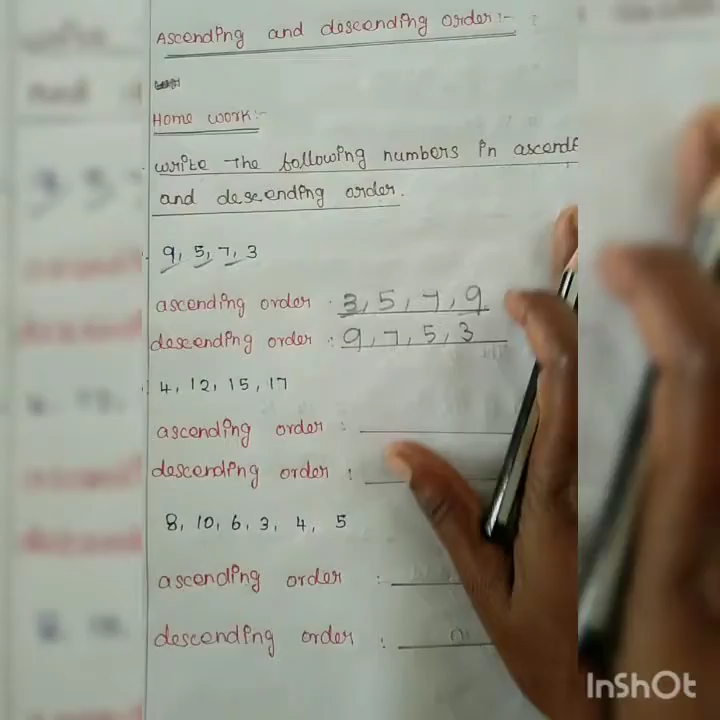 Ascending and descending order:-
Home work:-
write the following numbers in
and descending order.
9, 5, 7, 3
ascending order : 3, 5, 7, 9
descending order : 9, 7, 5, 3
4, 12, 15, 17
ascending order :
descending order :
8, 10, 6, 3, 4, 5
ascending order :
descending order :
InShOt